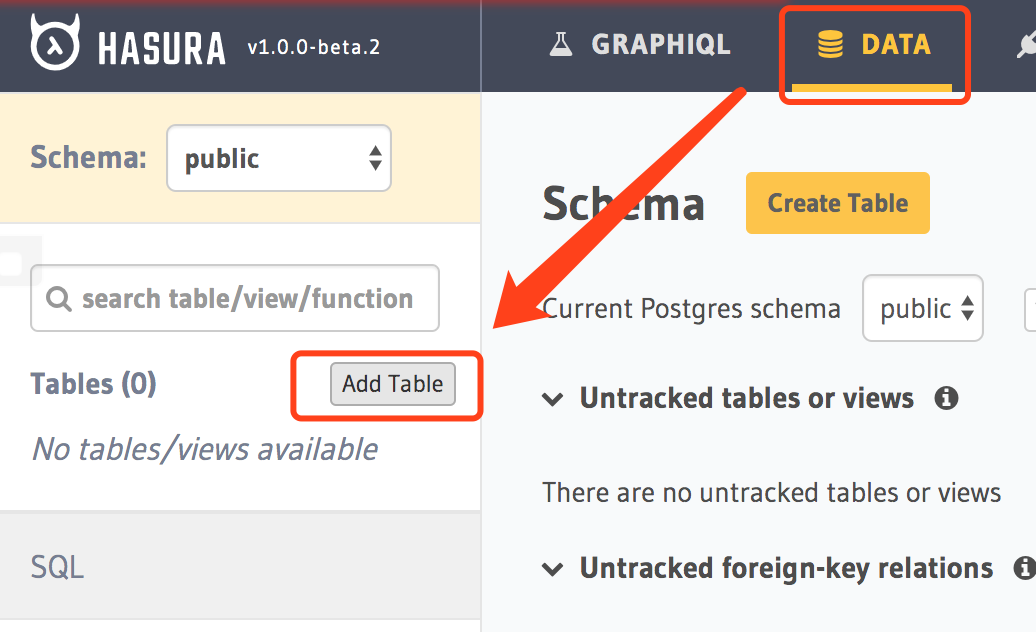 HASURA v1.0.0-beta.2
GRAPHIQL
DATA
Schema:
public
search table/view/function
Tables (0)
Add Table
No tables/views available
SQL
Schema
Create Table
Current Postgres schema
public
Untracked tables or views
There are no untracked tables or views
Untracked foreign-key relations